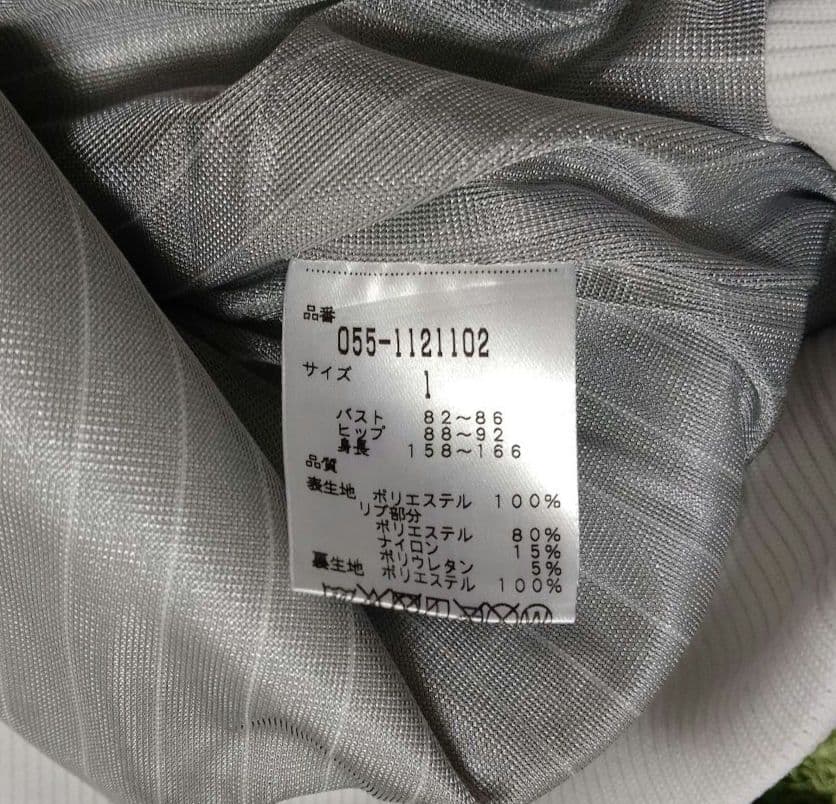 品番
055-1121102
サイズ
1
バスト 82〜86
ヒップ 88〜92
身長 158〜166
品質
表生地 ポリエステル 100%
リブ部分
ポリエステル 80%
ナイロン 15%
ポリウレタン 5%
裏生地 ポリエステル 100%